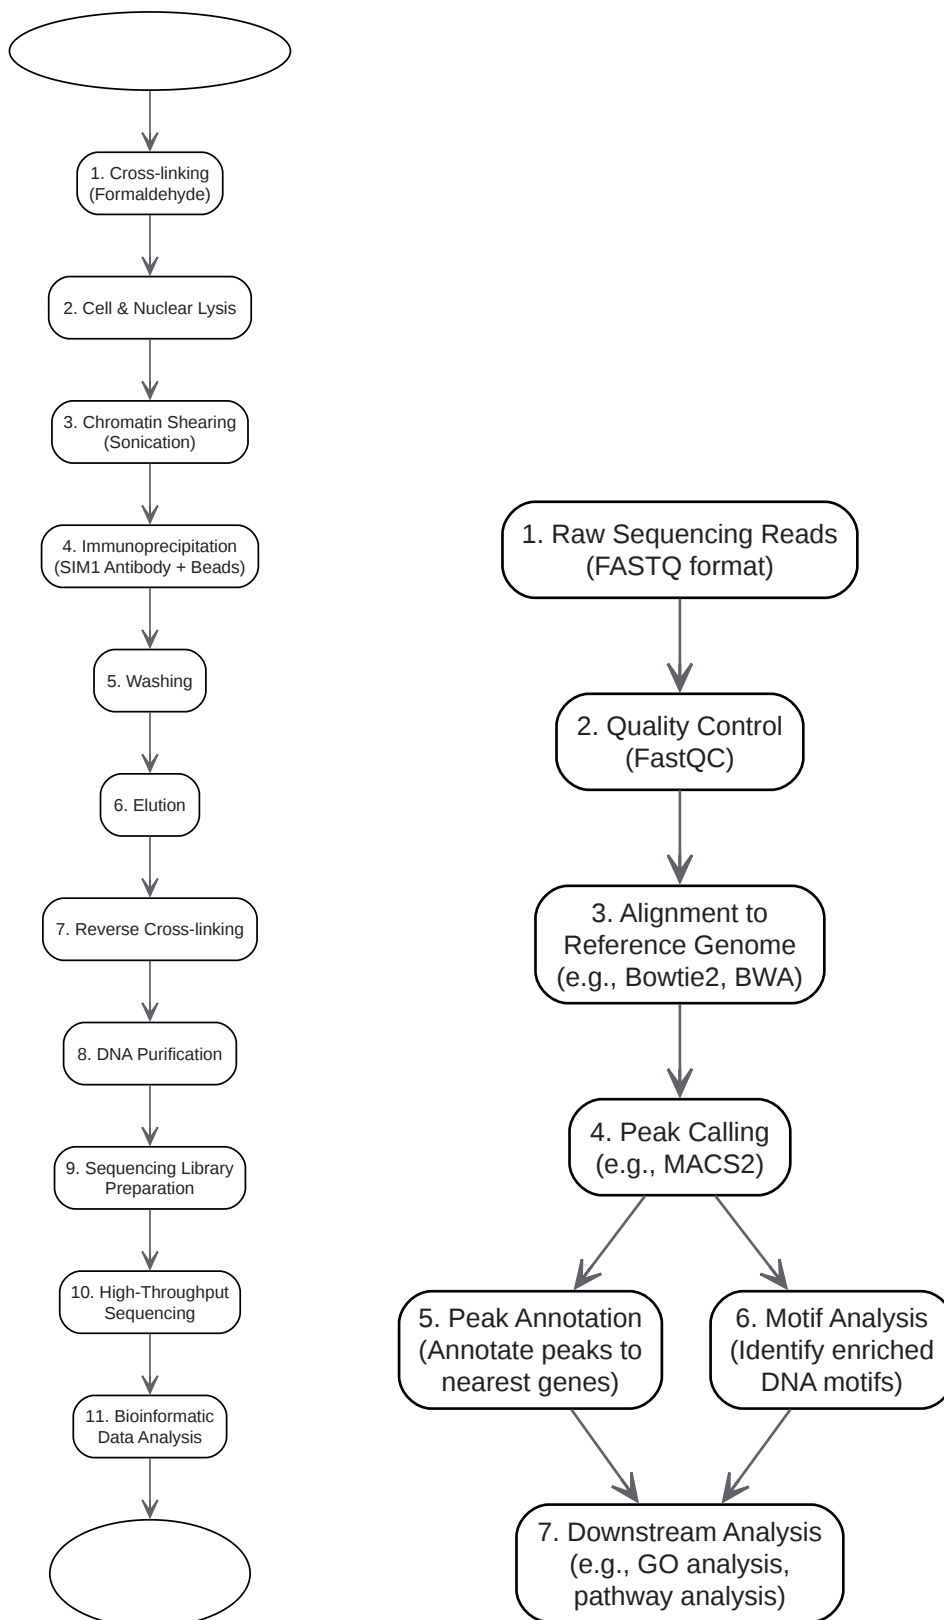 1. Cross-linking
(Formaldehyde)
2. Cell & Nuclear Lysis
3. Chromatin Shearing
(Sonication)
4. Immunoprecipitation
(SIM1 Antibody + Beads)
5. Washing
6. Elution
7. Reverse Cross-linking
8. DNA Purification
9. Sequencing Library
Preparation
10. High-Throughput
Sequencing
11. Bioinformatic
Data Analysis
1. Raw Sequencing Reads
(FASTQ format)
2. Quality Control
(FastQC)
3. Alignment to
Reference Genome
(e.g., Bowtie2, BWA)
4. Peak Calling
(e.g., MACS2)
5. Peak Annotation
(Annotate peaks to
nearest genes)
6. Motif Analysis
(Identify enriched
DNA motifs)
7. Downstream Analysis
(e.g., GO analysis,
pathway analysis)